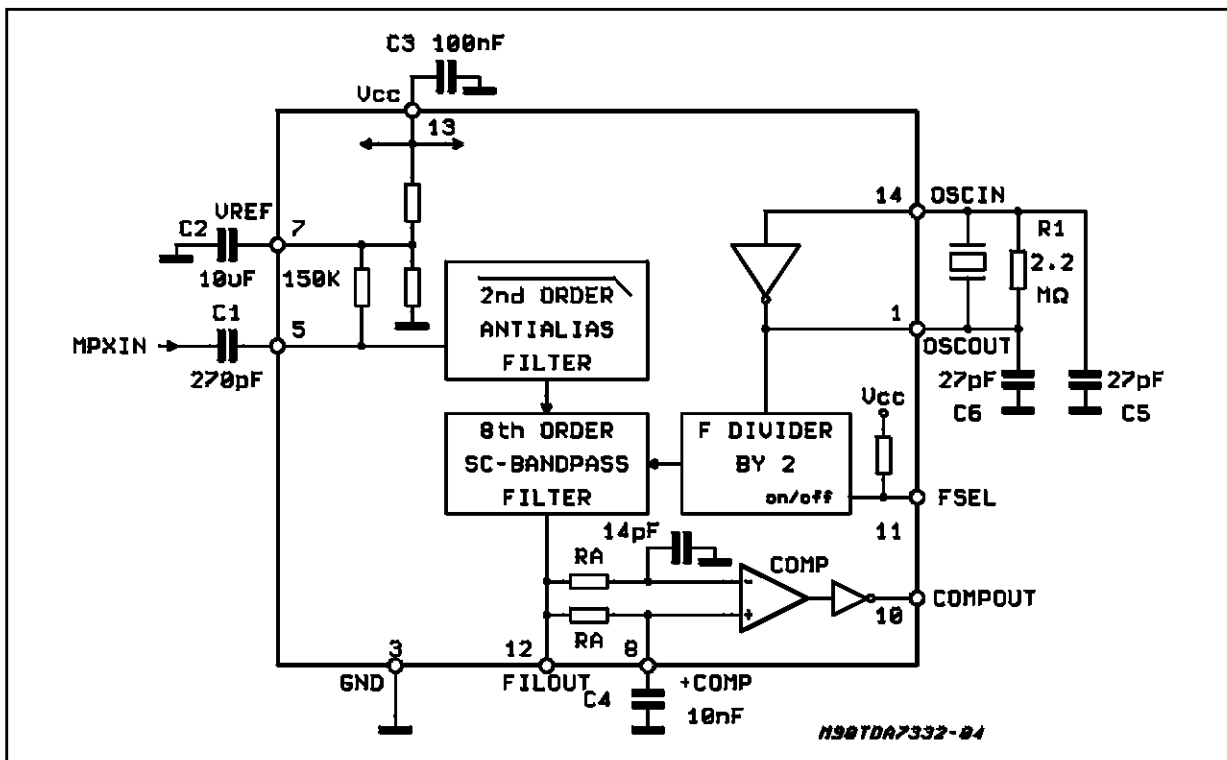 C3 100nF
Vcc
13
VREF
C2
7
10uF
150K
C1
5
MPXIN
270pF
2nd ORDER
ANTIALIAS
FILTER
8th ORDER
SC-BANDPASS
FILTER
F DIVIDER
BY 2
on/off
14
OSCIN
R1
2.2
MΩ
1
OSCOUT
27pF
C6
27pF
C5
Vcc
FSEL
11
14pF
RA
COMP
-
+
RA
10
COMPOUT
3
GND
12
FILOUT
8
C4
+COMP
10nF
M90TDA7332-04